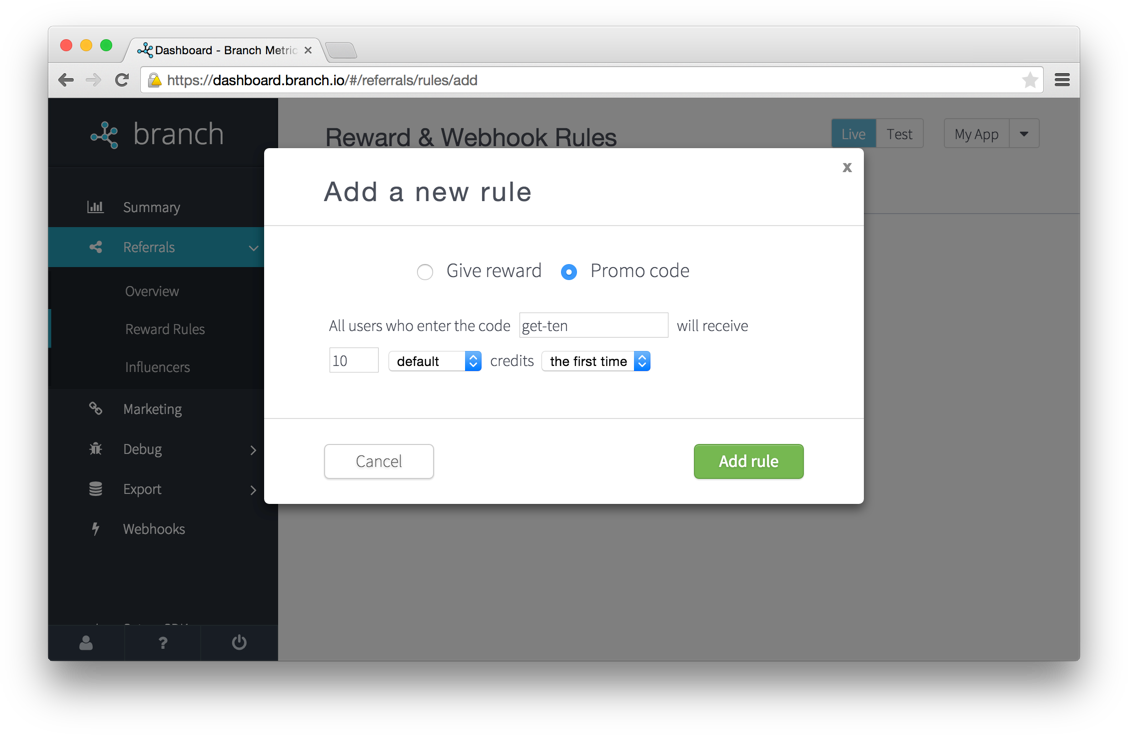 Dashboard - Branch Metric
https://dashboard.branch.io/#/referrals/rules/add
branch
Reward & Webhook Rules
Live
Test
My App
x
Add a new rule
Summary
Referrals
Give reward
Promo code
Overview
All users who enter the code get-ten will receive
Reward Rules
10 default credits the first time
Influencers
Marketing
Debug
Cancel
Add rule
Export
Webhooks
?